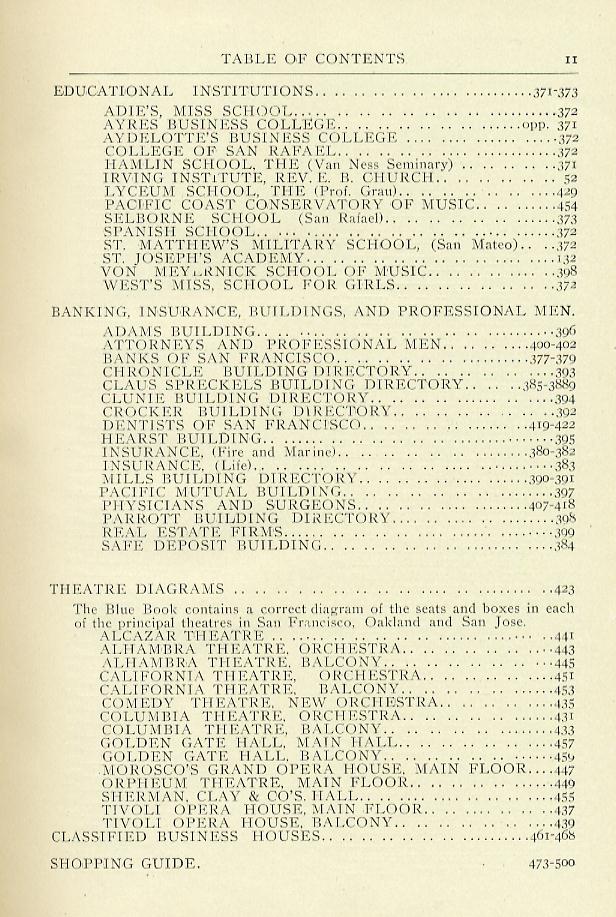 TABLE OF CONTENTS 11
EDUCATIONAL INSTITUTIONS.. .. .. .. .. .. .. .. .. ..........371-373
ADIE'S, MISS SCHOOL..... .. .. .. .. .. .. .. .. .. ...........372
AYRES BUSINESS COLLEGE.. .. .. .. .. .. .. .. ......opp. 371
AYDELOTTE'S BUSINESS COLLEGE .... .. .. .. .. .. ... .....372
COLLEGE OF SAN RAFAEL.. .. .. .. .. .. .. .. .. ..........372
HAMLIN SCHOOL, THE (Van Ness Seminary) .. .. .. .. ......371
IRVING INSTITUTE, REV. E. B. CHURCH.. .. .. .. .. .. ... 52
LYCEUM SCHOOL, THE (Prof. Grau).. .. .. .. .. .. .. ......429
PACIFIC COAST CONSERVATORY OF MUSIC.. .. .. .. .. ...454
SELBORNE SCHOOL (San Rafael).. .. .. .. .. .. .. .. ......373
SPANISH SCHOOL.. .. .. .. .. .. .. .. .. .. .. .. .......372
ST. MATTHEW'S MILITARY SCHOOL, (San Mateo).. .. ..372
ST. JOSEPH'S ACADEMY... .. .. .. .. .. .. .. .. .. ......132
VON MEYERNICK SCHOOL OF MUSIC.. .. .. .. .. .. .....398
WEST'S MISS, SCHOOL FOR GIRLS.. .. .. .. .. .. .. .....372
BANKING, INSURANCE, BUILDINGS, AND PROFESSIONAL MEN.
ADAMS BUILDING.. .. .. .. .. .. .. .. .. .. .. .. .....396
ATTORNEYS AND PROFESSIONAL MEN.. .. .. .. ......400-402
BANKS OF SAN FRANCISCO.. .. .. .. .. .. .. .. .........377-379
CHRONICLE BUILDING DIRECTORY.. .. .. .. .. .. .. .....393
CLAUS SPRECKELS BUILDING DIRECTORY.. .. .. ..385-3889
CLUNIE BUILDING DIRECTORY.. .. .. .. .. .. .. .. .....394
CROCKER BUILDING DIRECTORY.. .. .. .. .. .. .. .....392
DENTISTS OF SAN FRANCISCO.. .. .. .. .. .. .. .. .....419-422
HEARST BUILDING.. .. .. .. .. .. .. .. .. .. .. .. ......395
INSURANCE, (Fire and Marine).. .. .. .. .. .. .. .. ....380-382
INSURANCE, (Life).. .. .. .. .. .. .. .. .. .. .. .. ......383
MILLS BUILDING DIRECTORY.. .. .. .. .. .. .. .. .....390-391
PACIFIC MUTUAL BUILDING.. .. .. .. .. .. .. .. .. .....397
PHYSICIANS AND SURGEONS.. .. .. .. .. .. .. .. .....407-418
PARROTT BUILDING DIRECTORY.. .. .. .. .. .. .. .....398
REAL ESTATE FIRMS.. .. .. .. .. .. .. .. .. .. .. .....399
SAFE DEPOSIT BUILDING.. .. .. .. .. .. .. .. .. .. ....384
THEATRE DIAGRAMS .. .. .. .. .. .. .. .. .. .. .. .. ..423
The Blue Book contains a correct diagram of the seats and boxes in each
of the principal theatres in San Francisco, Oakland and San Jose.
ALCAZAR THEATRE .. .. .. .. .. .. .. .. .. .. .. .......441
ALHAMBRA THEATRE, ORCHESTRA.. .. .. .. .. .. .. ....443
ALHAMBRA THEATRE, BALCONY.. .. .. .. .. .. .. .. ....445
CALIFORNIA THEATRE, ORCHESTRA.. .. .. .. .. .. ....451
CALIFORNIA THEATRE, BALCONY.. .. .. .. .. .. .. ....453
COMEDY THEATRE, NEW ORCHESTRA.. .. .. .. .. .....435
COLUMBIA THEATRE, ORCHESTRA.. .. .. .. .. .. .. ....431
COLUMBIA THEATRE, BALCONY.. .. .. .. .. .. .. .. ....433
GOLDEN GATE HALL, MAIN HALL.. .. .. .. .. .. .. ....457
GOLDEN GATE HALL, BALCONY.. .. .. .. .. .. .. .. ....459
MOROSCO'S GRAND OPERA HOUSE, MAIN FLOOR....447
ORPHEUM THEATRE, MAIN FLOOR.. .. .. .. .. .. .. ....449
SHERMAN, CLAY & CO'S. HALL.. .. .. .. .. .. .. .. ....455
TIVOLI OPERA HOUSE, MAIN FLOOR.. .. .. .. .. .. ....437
TIVOLI OPERA HOUSE, BALCONY.. .. .. .. .. .. .. ....439
CLASSIFIED BUSINESS HOUSES.. .. .. .. .. .. .. ..........461-468
SHOPPING GUIDE. 473-500